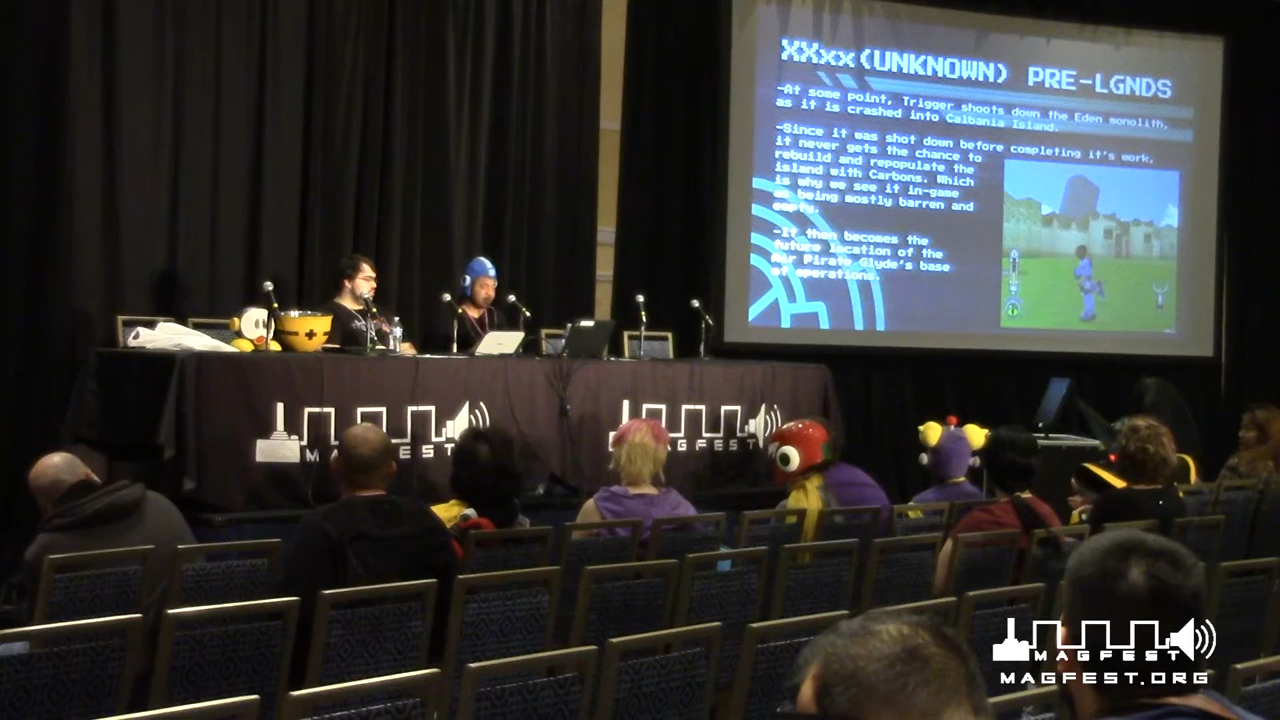 XXxx(UNKNOWN) PRE-LGNDS
-At some point, Trigger shoots down the Eden monolith,
as it is crashed into Calbania Island.
-Since it was shot down before completing it's work,
it never gets the chance to
rebuild and repopulate the
island with Carbons. Which
is why we see it in-game
as being mostly barren and
empty.
-It then becomes the
future location of the
Air Pirate Glyde's base
of operations.
MAGFEST
MAGFEST
MAGFEST
MAGFEST.ORG